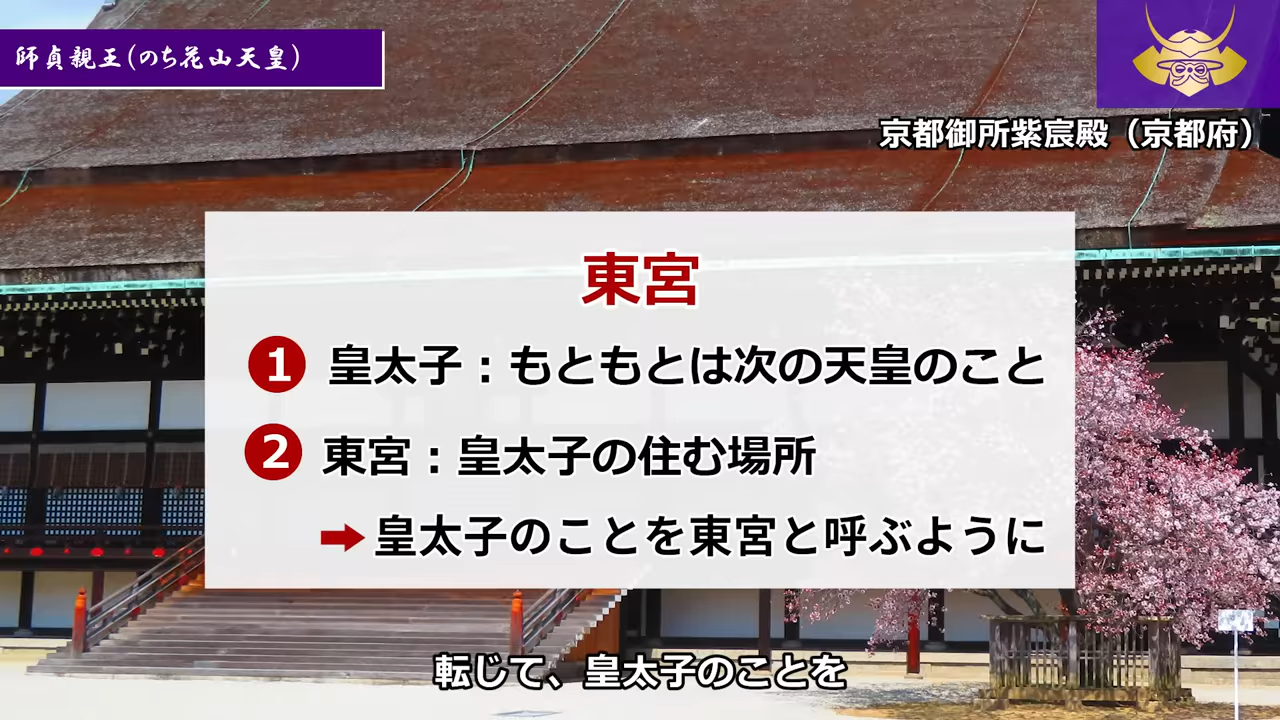 師貞親王(のち花山天皇)
京都御所紫宸殿（京都府）
東宮
1 皇太子：もともとは次の天皇のこと
2 東宮：皇太子の住む場所
➡皇太子のことを東宮と呼ぶように
転じて、皇太子のことを